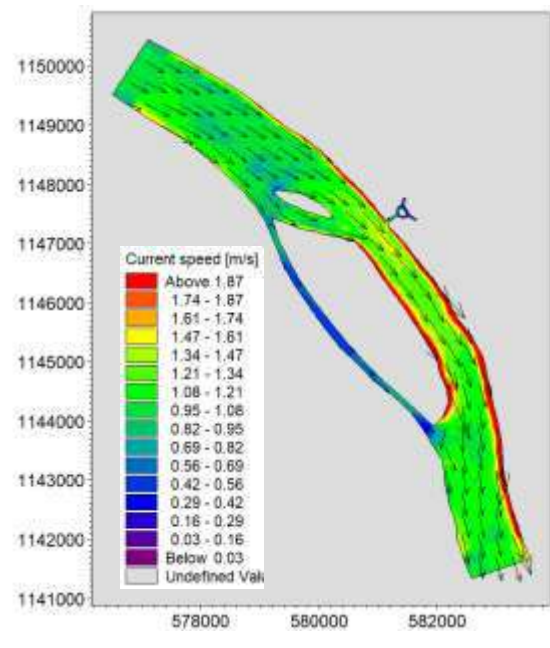 1150000
1149000
1148000
1147000
1146000
1145000
1144000
1143000
1142000
1141000
Current speed [m/s]
Above 1.87
1.74 - 1.87
1.61 - 1.74
1.47 - 1.61
1.34 - 1.47
1.21 - 1.34
1.08 - 1.21
0.95 - 1.08
0.82 - 0.95
0.69 - 0.82
0.56 - 0.69
0.42 - 0.56
0.29 - 0.42
0.16 - 0.29
0.03 - 0.16
Below 0.03
Undefined Val
578000 580000 582000